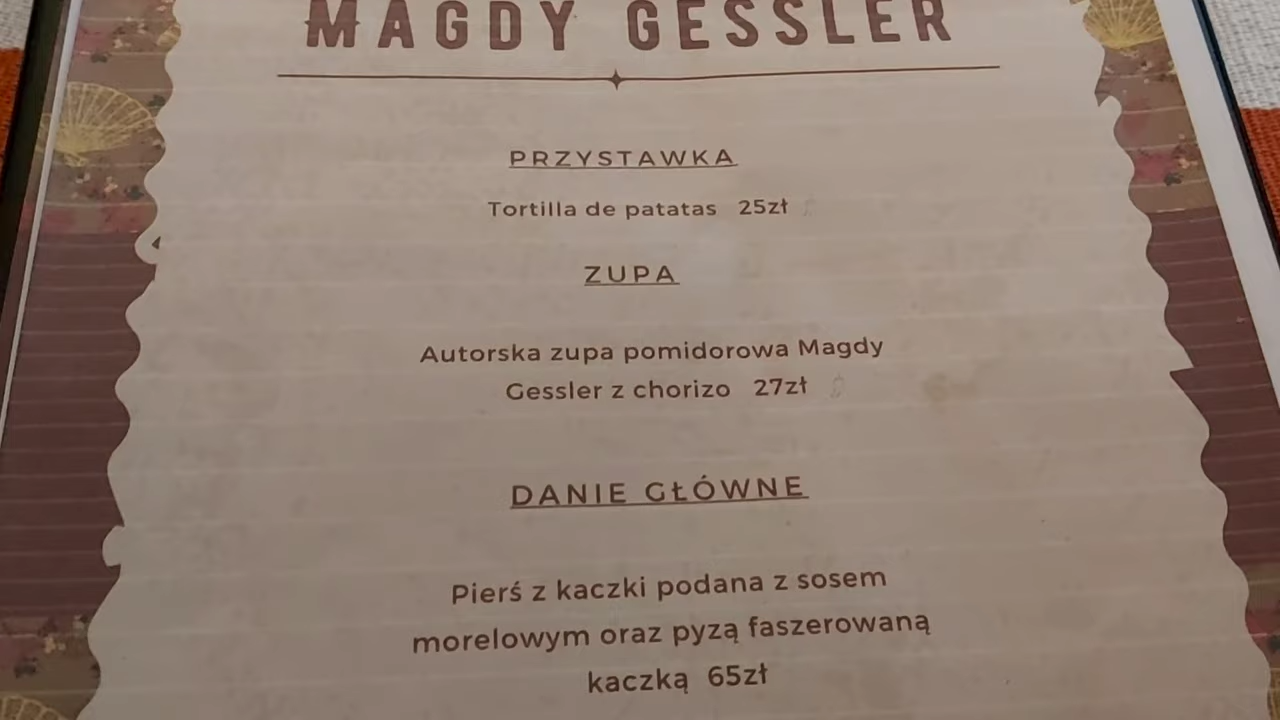 MAGDY GESSLER
PRZYSTAWKA
Tortilla de patatas 25zł
ZUPA
Autorska zupa pomidorowa Magdy
Gessler z chorizo 27zł
DANIE GŁÓWNE
Pierś z kaczki podana z sosem
morelowym oraz pyzą faszerowaną
kaczką 65zł